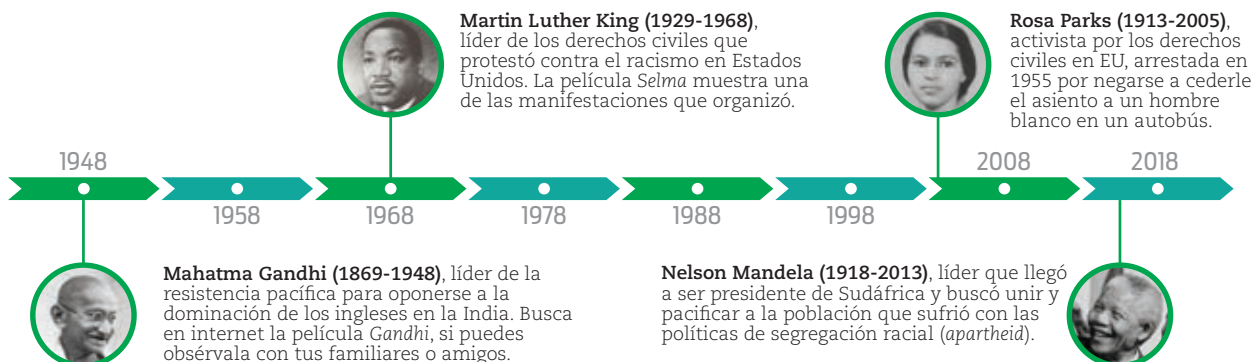 Martin Luther King (1929-1968),
líder de los derechos civiles que
protestó contra el racismo en Estados
Unidos. La película Selma muestra una
de las manifestaciones que organizó.
Rosa Parks (1913-2005),
activista por los derechos
civiles en EU, arrestada en
1955 por negarse a cederle
el asiento a un hombre
blanco en un autobús.
1948
1958
1968
1978
1988
1998
2008
2018
Mahatma Gandhi (1869-1948), líder de la
resistencia pacífica para oponerse a la
dominación de los ingleses en la India. Busca
en internet la película Gandhi, si puedes
obsérvala con tus familiares o amigos.
Nelson Mandela (1918-2013), líder que llegó
a ser presidente de Sudáfrica y buscó unir y
pacificar a la población que sufrió con las
políticas de segregación racial (apartheid).